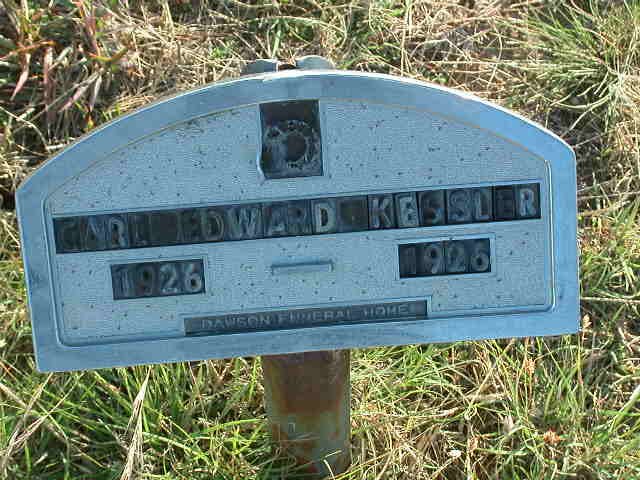 CARL EDWARD KESSLER
1926 1926
DAWSON FUNERAL HOME